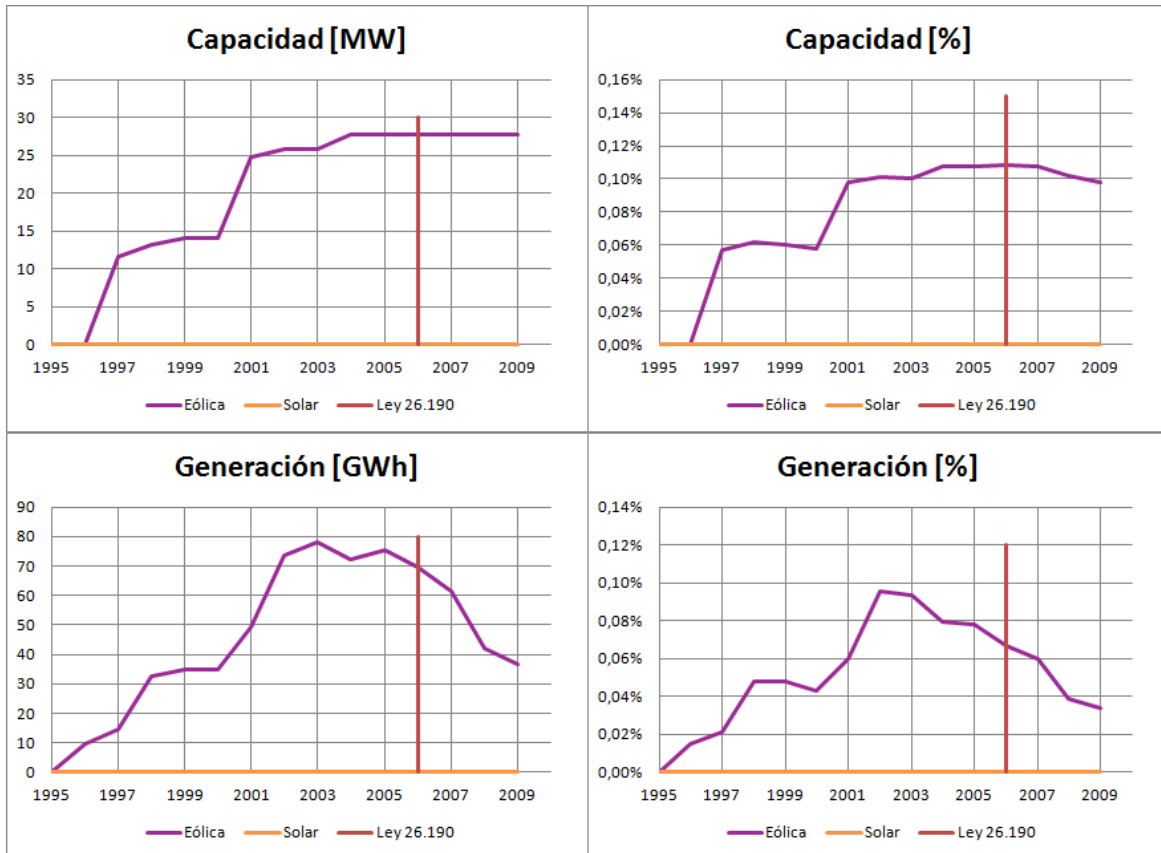 Capacidad [MW]
35
30
25
20
15
10
5
0
1995 1997 1999 2001 2003 2005 2007 2009
Eólica Solar Ley 26.190
Capacidad [%]
0,16%
0,14%
0,12%
0,10%
0,08%
0,06%
0,04%
0,02%
0,00%
1995 1997 1999 2001 2003 2005 2007 2009
Eólica Solar Ley 26.190
Generación [GWh]
90
80
70
60
50
40
30
20
10
0
1995 1997 1999 2001 2003 2005 2007 2009
Eólica Solar Ley 26.190
Generación [%]
0,14%
0,12%
0,10%
0,08%
0,06%
0,04%
0,02%
0,00%
1995 1997 1999 2001 2003 2005 2007 2009
Eólica Solar Ley 26.190